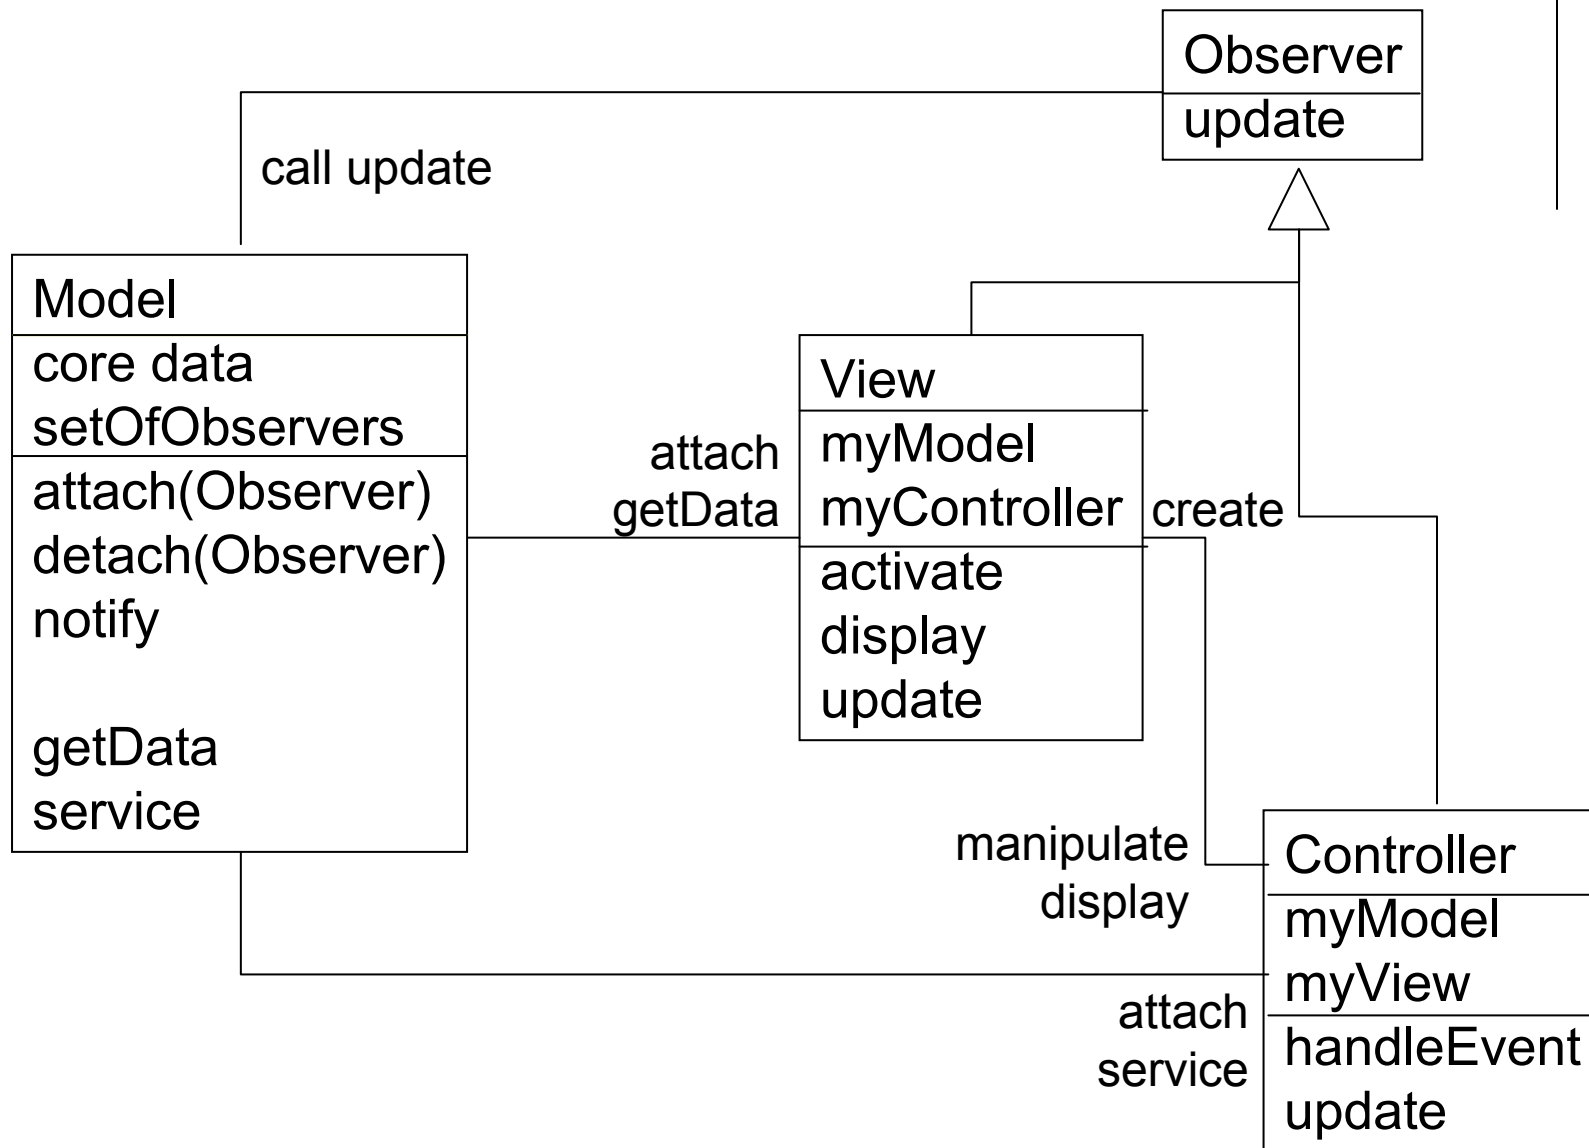 Observer
update
call update
Model
core data
setOfObservers
attach(Observer)
detach(Observer)
notify
getData
service
attach
getData
View
myModel
myController
activate
display
update
create
manipulate
display
attach
service
Controller
myModel
myView
handleEvent
update